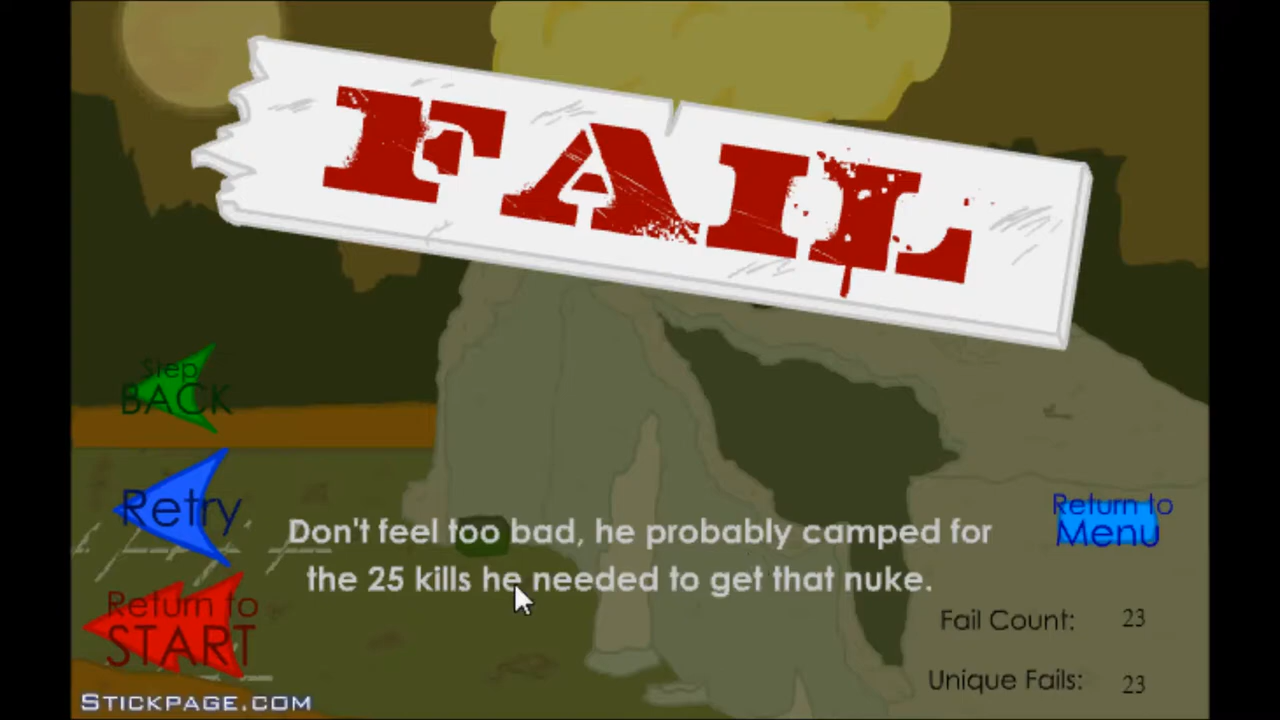 FAIL
Step
BACK
Retry
Return to
START
Don't feel too bad, he probably camped for
the 25 kills he needed to get that nuke.
Return to
Menu
Fail Count: 23
Unique Fails: 23
STICKPAGE.COM